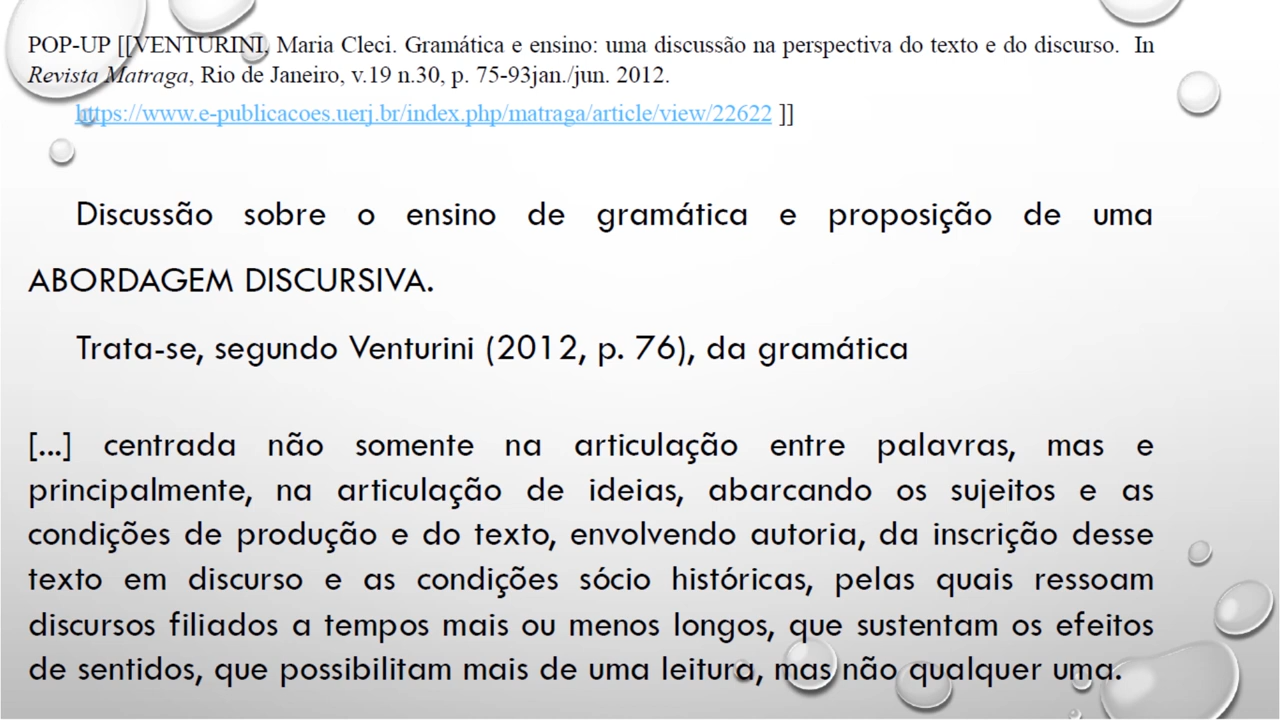 POP-UP [[VENTURINI, Maria Cleci. Gramática e ensino: uma discussão na perspectiva do texto e do discurso. In
Revista Matraga, Rio de Janeiro, v.19 n.30, p. 75-93jan./jun. 2012.
https://www.e-publicacoes.uerj.br/index.php/matraga/article/view/22622 ]]
Discussão sobre o ensino de gramática e proposição de uma
ABORDAGEM DISCURSIVA.
Trata-se, segundo Venturini (2012, p. 76), da gramática
[...] centrada não somente na articulação entre palavras, mas e
principalmente, na articulação de ideias, abarcando os sujeitos e as
condições de produção e do texto, envolvendo autoria, da inscrição desse
texto em discurso e as condições sócio históricas, pelas quais ressoam
discursos filiados a tempos mais ou menos longos, que sustentam os efeitos
de sentidos, que possibilitam mais de uma leitura, mas não qualquer uma.